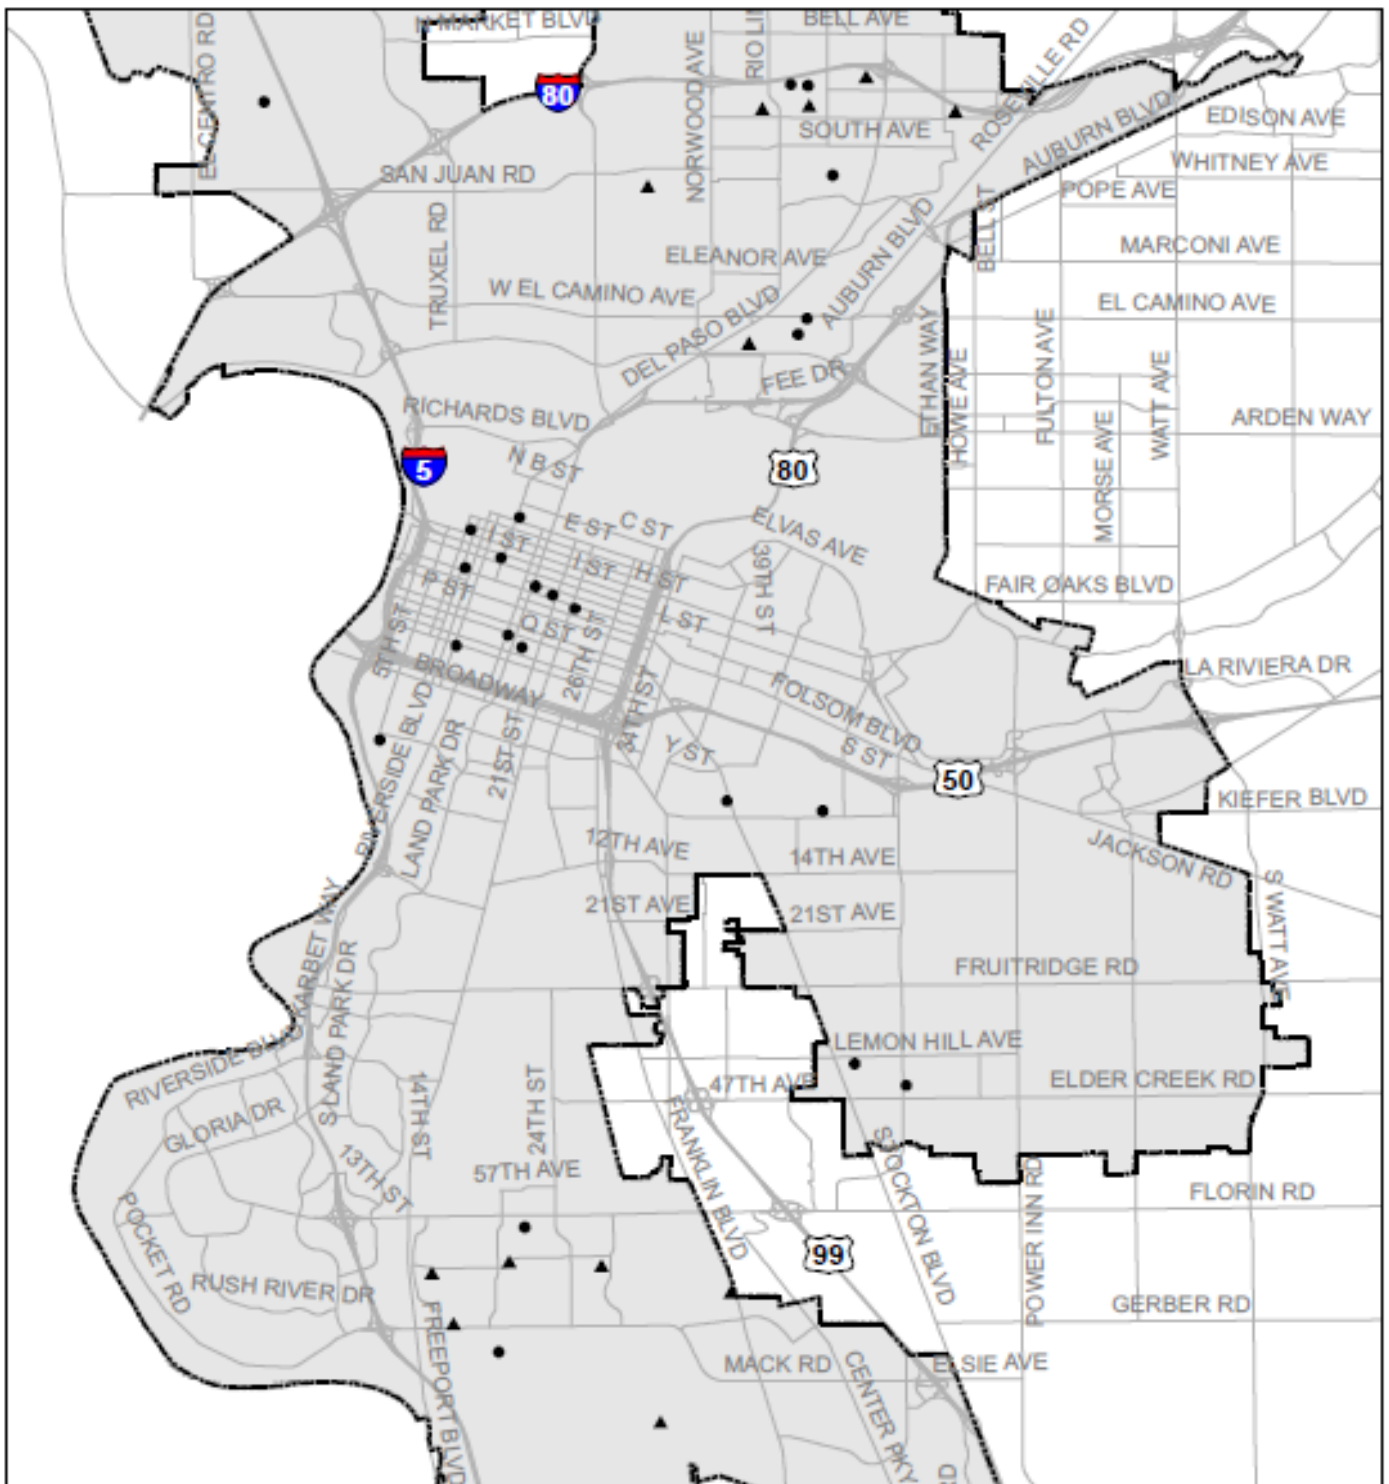 N MARKET BLVD
BELL AVE
EL CENTRO RD
NORWOOD AVE
RIO LI
ROSEVILLE RD
80
EDISON AVE
SOUTH AVE
AUBURN BLVD
WHITNEY AVE
SAN JUAN RD
POPE AVE
TRUXEL RD
BELL ST
MARCONI AVE
ELEANOR AVE
AUBURN BLVD
W EL CAMINO AVE
EL CAMINO AVE
DEL PASO BLVD
ETHAN WAY
HOWE AVE
FULTON AVE
WATT AVE
FEE DR
RICHARDS BLVD
MORSE AVE
ARDEN WAY
5
N B ST
80
E ST
C ST
ELVAS AVE
I ST
I ST
H ST
39TH ST
P ST
FAIR OAKS BLVD
L ST
Q ST
5TH ST
26TH ST
BROADWAY
34TH ST
LA RIVIERA DR
FOLSOM BLVD
RIVERSIDE BLVD
LAND PARK DR
21ST ST
Y ST
S ST
50
KIEFER BLVD
12TH AVE
14TH AVE
JACKSON RD
21ST AVE
21ST AVE
S WATT AVE
KARBET WAY
S LAND PARK DR
FRUITRIDGE RD
RIVERSIDE BLVD
LEMON HILL AVE
14TH ST
24TH ST
47TH AVE
ELDER CREEK RD
GLORIA DR
FRANKLIN BLVD
STOCKTON BLVD
13TH ST
57TH AVE
POWER INN RD
FLORIN RD
POCKET RD
99
RUSH RIVER DR
GERBER RD
FREEPORT BLVD
MACK RD
CENTER PKY
ELSIE AVE
RD